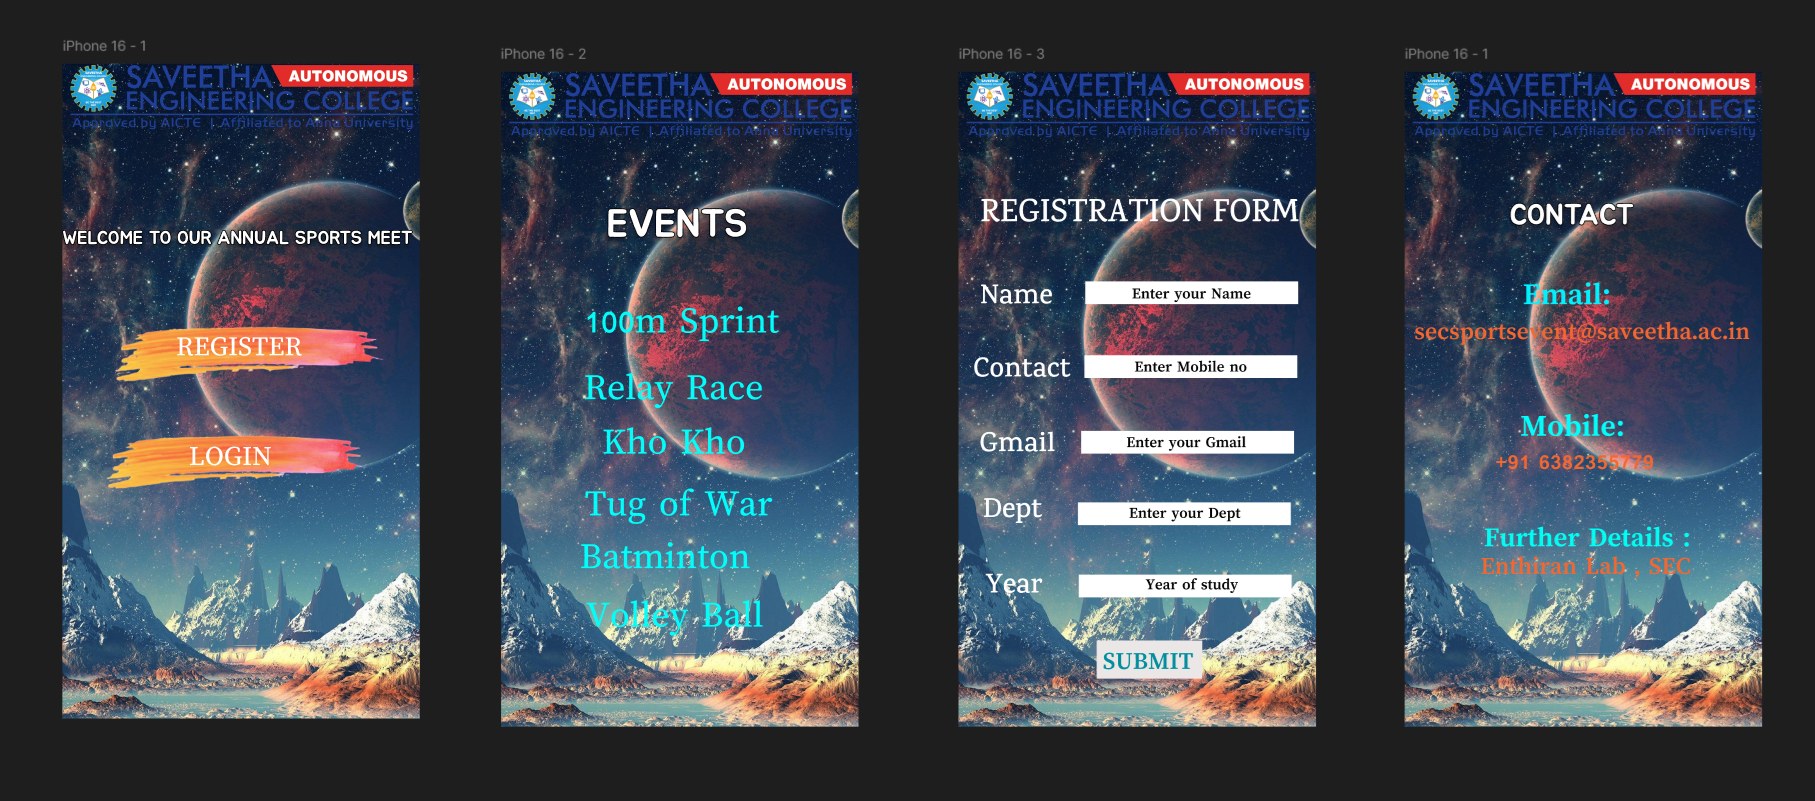 iPhone 16 - 1
SAVEETHA AUTONOMOUS
ENGINEERING COLLEGE
Approved by AICTE | Affiliated to Anna University
WELCOME TO OUR ANNUAL SPORTS MEET
REGISTER
LOGIN
iPhone 16 - 2
SAVEETHA AUTONOMOUS
ENGINEERING COLLEGE
Approved by AICTE | Affiliated to Anna University
EVENTS
100m Sprint
Relay Race
Kho Kho
Tug of War
Batminton
Volley Ball
iPhone 16 - 3
SAVEETHA AUTONOMOUS
ENGINEERING COLLEGE
Approved by AICTE | Affiliated to Anna University
REGISTRATION FORM
Name Enter your Name
Contact Enter Mobile no
Gmail Enter your Gmail
Dept Enter your Dept
Year Year of study
SUBMIT
iPhone 16 - 1
SAVEETHA AUTONOMOUS
ENGINEERING COLLEGE
Approved by AICTE | Affiliated to Anna University
CONTACT
Email:
secsportsevent@saveetha.ac.in
Mobile:
+91 6382355779
Further Details :
Enthiran Lab , SEC